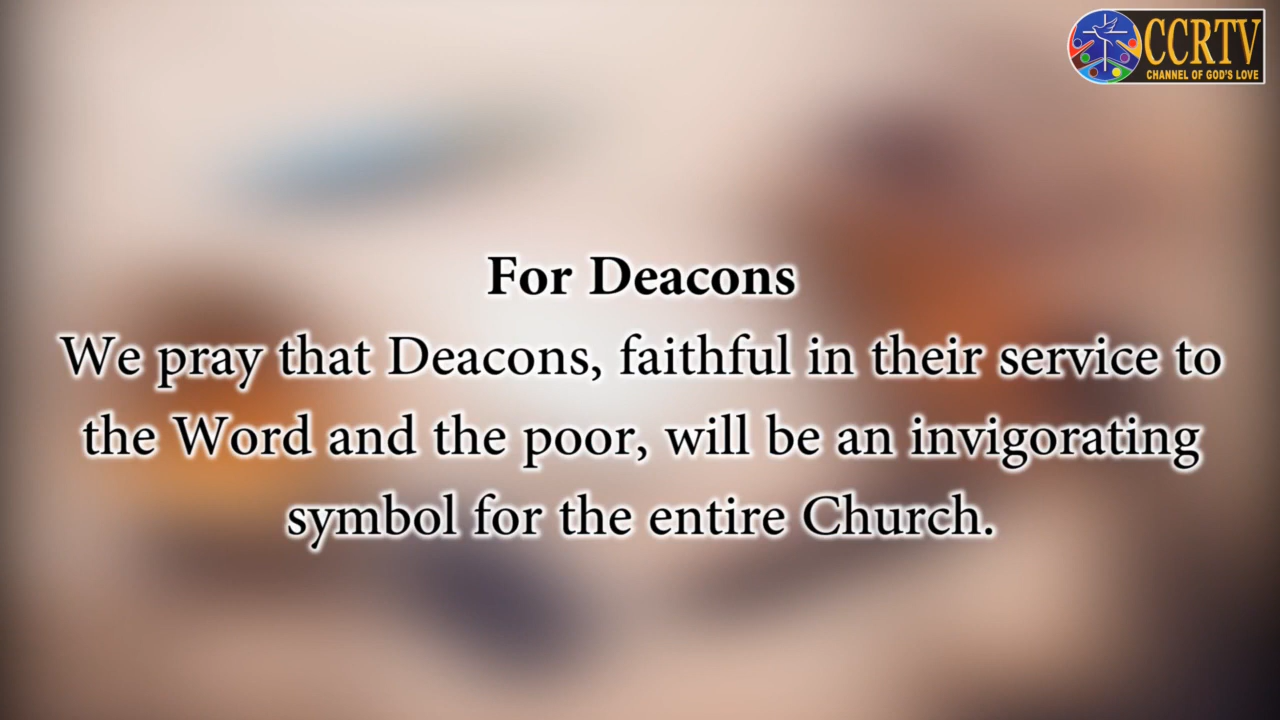 CCRTV
CHANNEL OF GOD'S LOVE
For Deacons
We pray that Deacons, faithful in their service to
the Word and the poor, will be an invigorating
symbol for the entire Church.